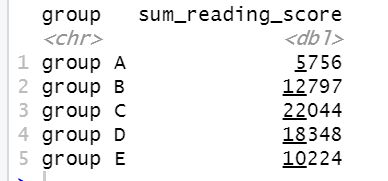 group sum_reading_score
<chr> <dbl>
1 group A 5756
2 group B 12797
3 group C 22044
4 group D 18348
5 group E 10224